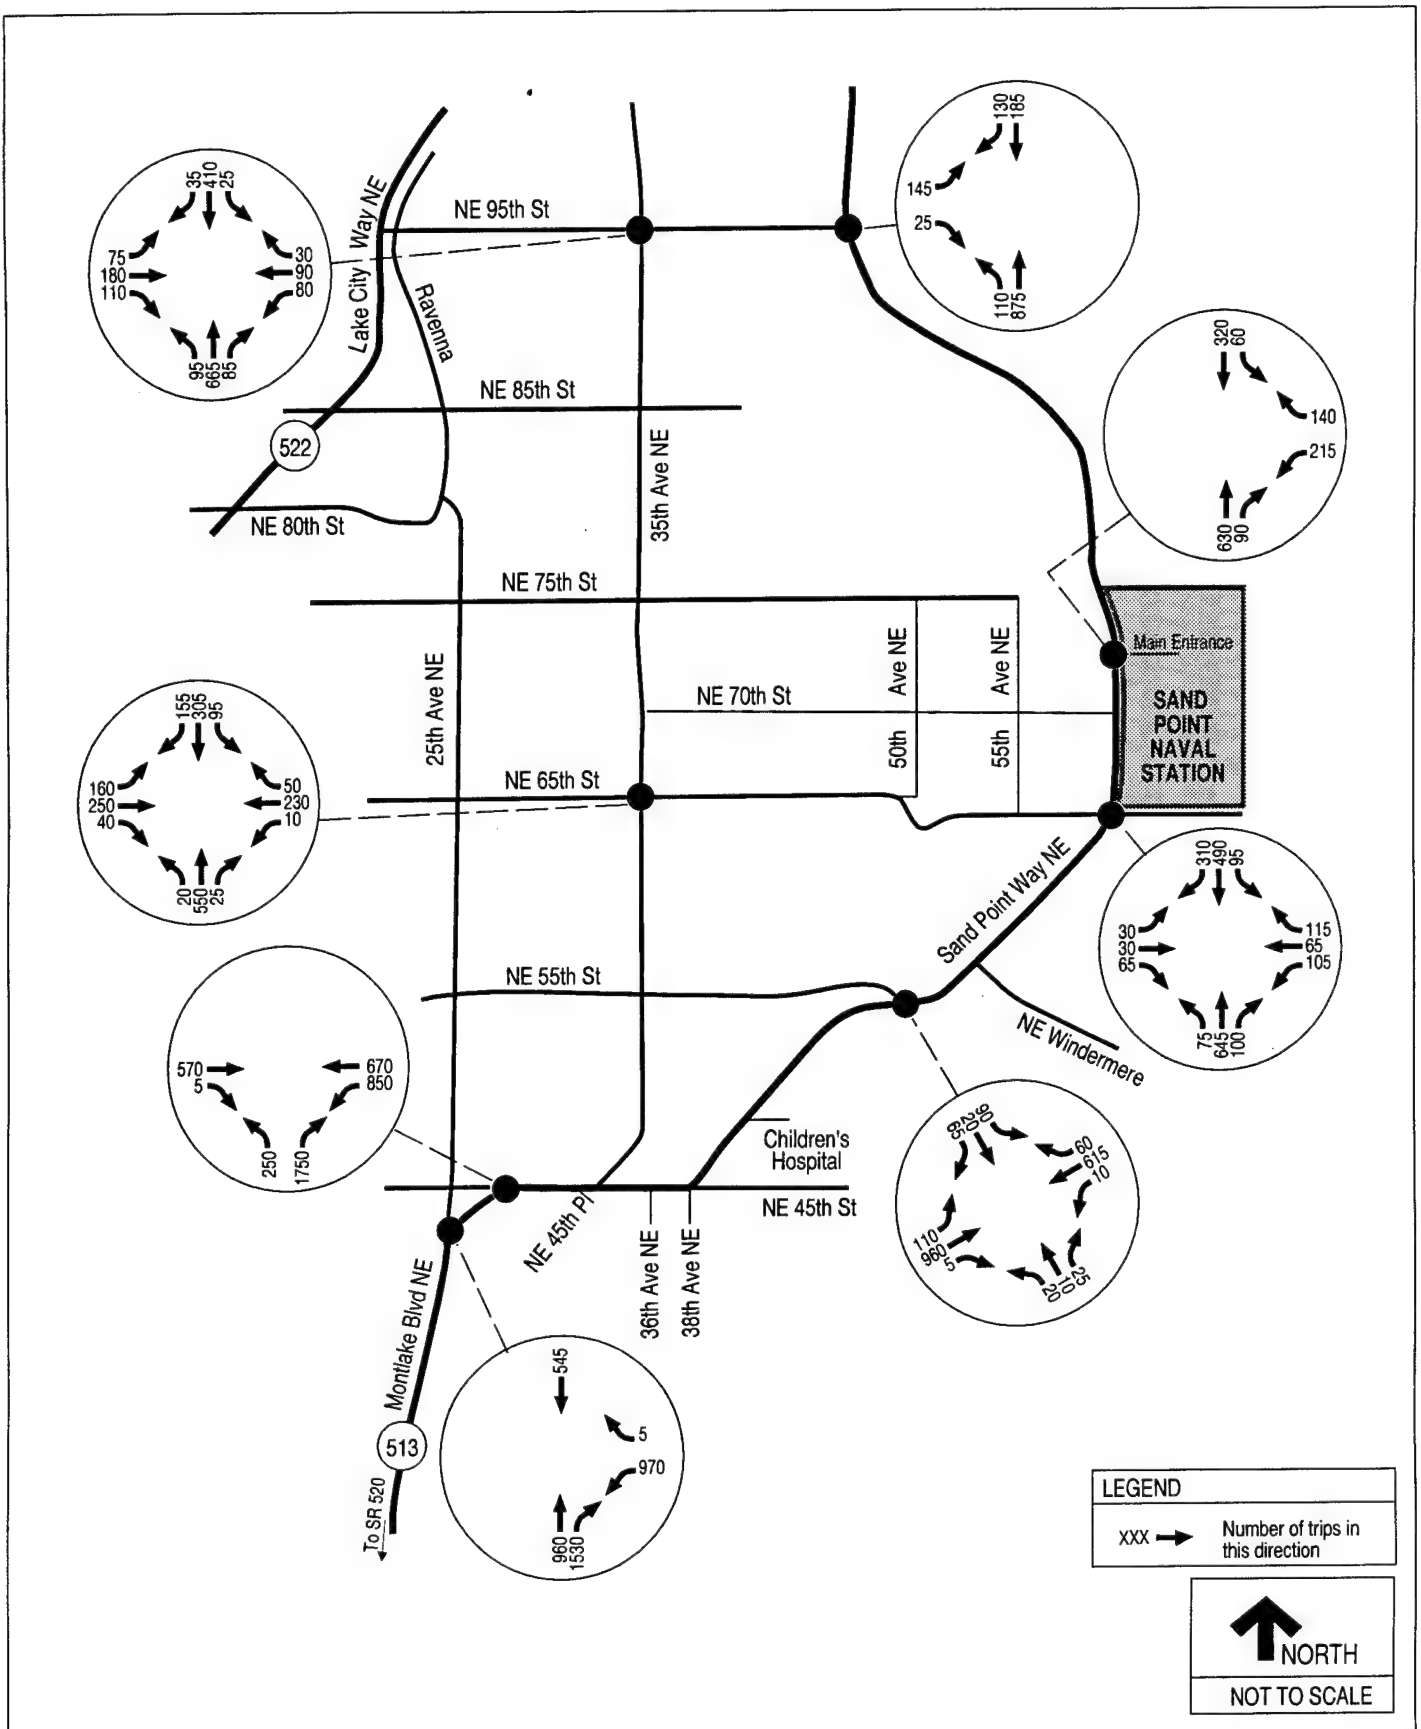 130
185
145
25
110
875
35
410
25
75
180
110
30
90
80
95
665
85
Lake City Way NE
NE 95th St
Ravenna
NE 85th St
522
NE 80th St
35th Ave NE
320
60
140
215
630
90
NE 75th St
25th Ave NE
NE 70th St
50th Ave NE
55th Ave NE
Main Entrance
SAND
POINT
NAVAL
STATION
155
305
95
160
250
40
50
230
10
20
550
25
NE 65th St
Sand Point Way NE
310
490
95
30
30
65
115
65
105
75
645
100
NE 55th St
NE Windermere
570
5
670
850
250
1750
Children's
Hospital
NE 45th St
NE 45th Pl
36th Ave NE
38th Ave NE
265
20
90
60
615
10
110
960
5
20
10
25
Montlake Blvd NE
513
To SR 520
545
5
970
960
1530
LEGEND
XXX Number of trips in
this direction
NORTH
NOT TO SCALE